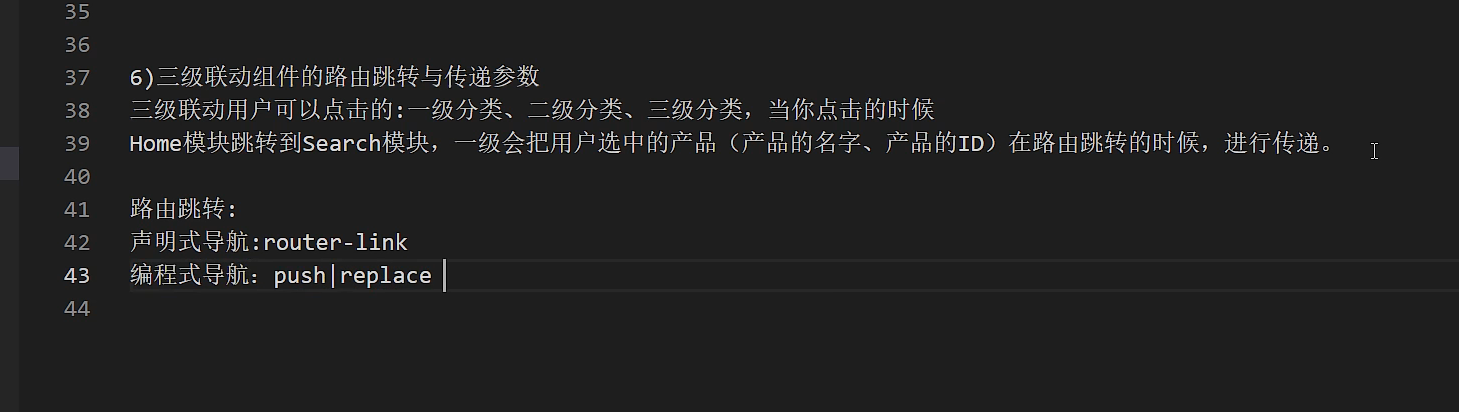 35
36
37 6)三级联动组件的路由跳转与传递参数
38 三级联动用户可以点击的:一级分类、二级分类、三级分类，当你点击的时候
39 Home模块跳转到Search模块，一级会把用户选中的产品（产品的名字、产品的ID）在路由跳转的时候，进行传递。
40
41 路由跳转:
42 声明式导航:router-link
43 编程式导航：push|replace
44